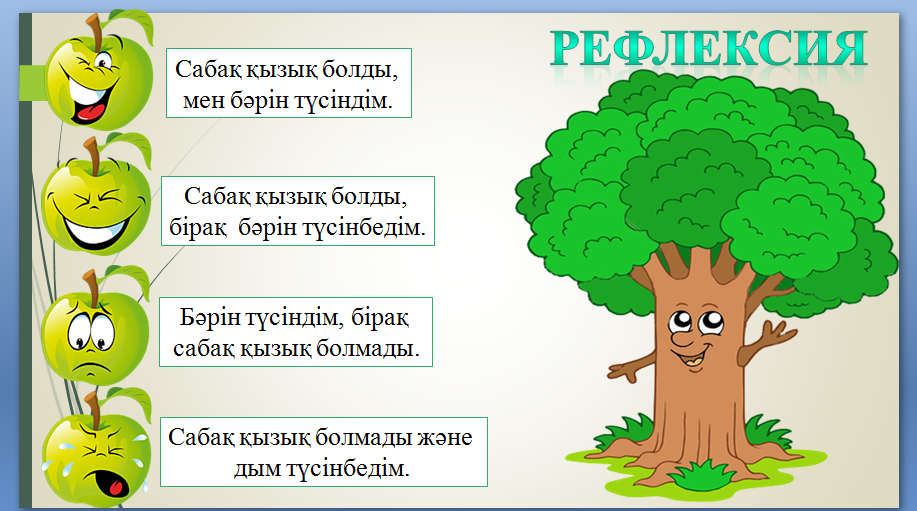 РЕФЛЕКСИЯ
Сабақ қызық болды,
мен бәрін түсіндім.
Сабақ қызық болды,
бірақ бәрін түсінбедім.
Бәрін түсіндім, бірақ
сабақ қызық болмады.
Сабақ қызық болмады және
дым түсінбедім.